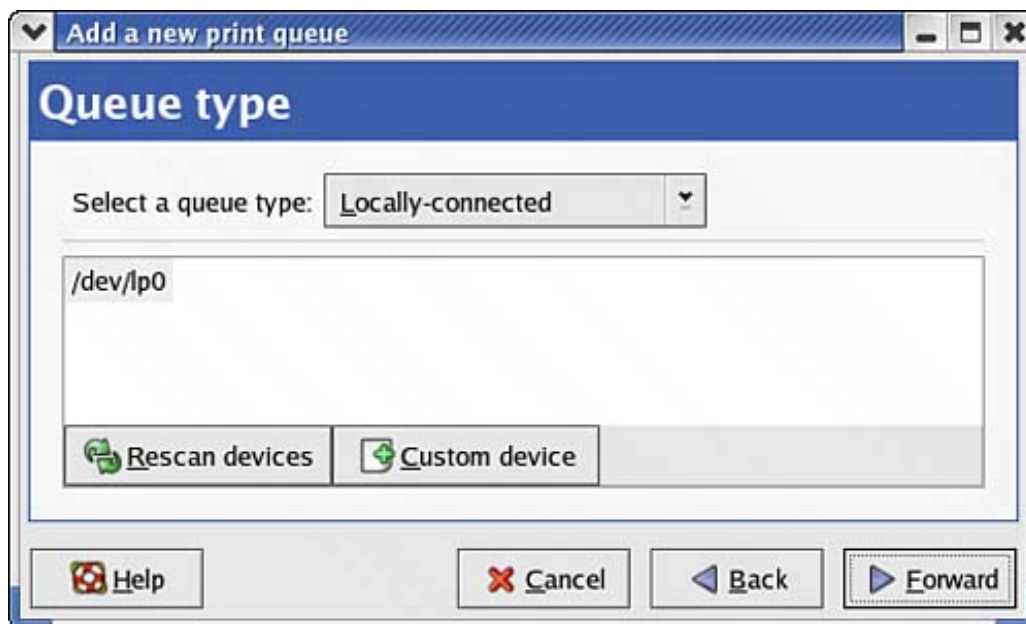 Add a new print queue
Queue type
Select a queue type: Locally-connected
/dev/lp0
Rescan devices Custom device
Help Cancel Back Forward